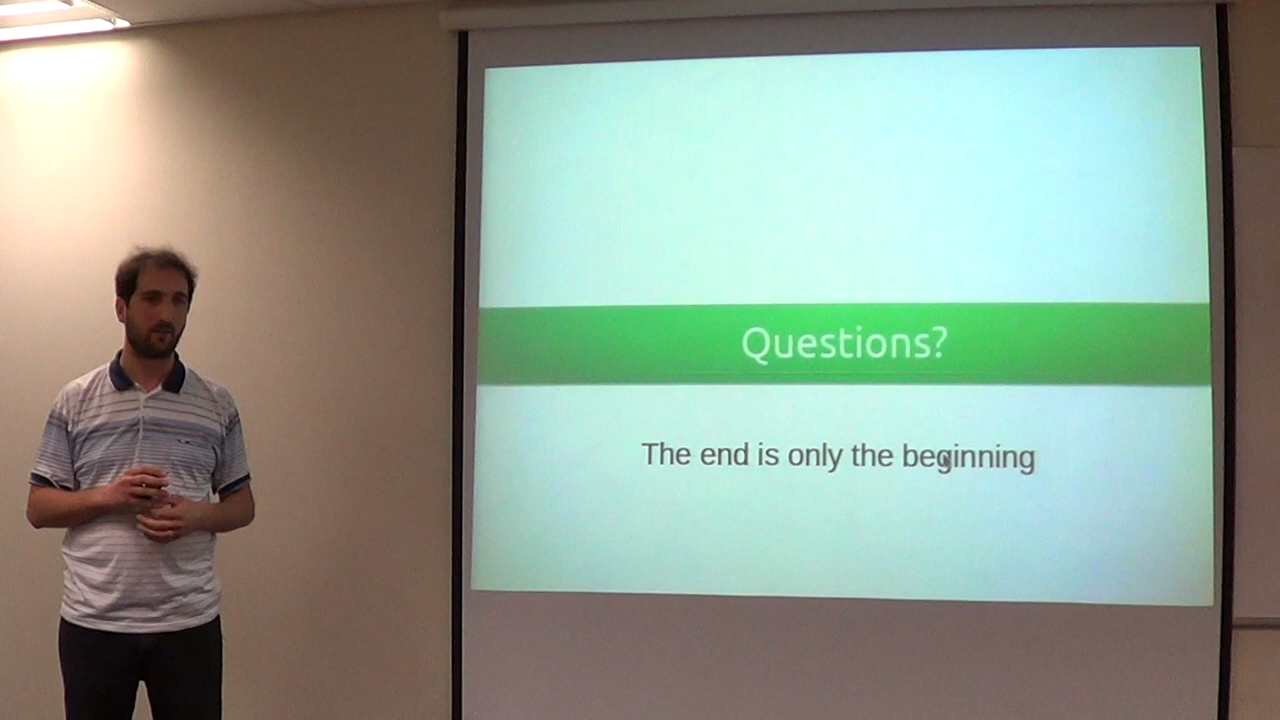 Questions?
The end is only the beginning